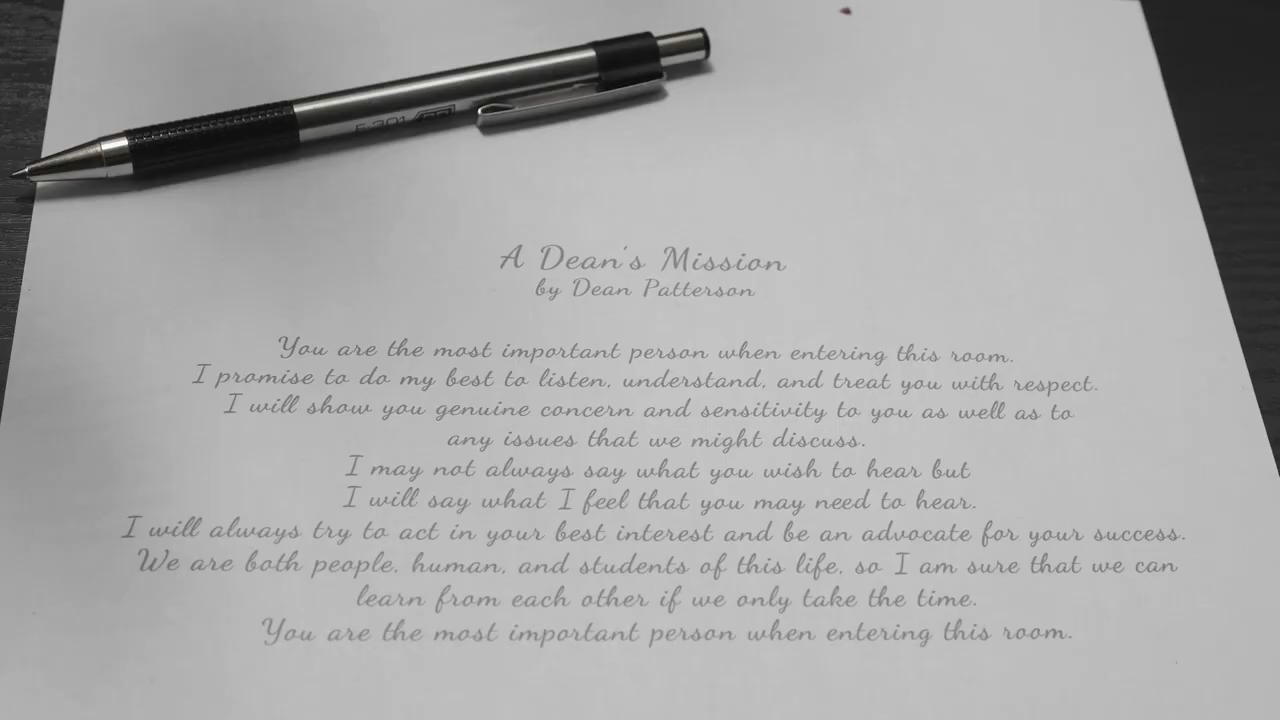 F-301
A Dean's Mission
by Dean Patterson
You are the most important person when entering this room.
I promise to do my best to listen, understand, and treat you with respect.
I will show you genuine concern and sensitivity to you as well as to
any issues that we might discuss.
I may not always say what you wish to hear but
I will say what I feel that you may need to hear.
I will always try to act in your best interest and be an advocate for your success.
We are both people, human, and students of this life, so I am sure that we can
learn from each other if we only take the time.
You are the most important person when entering this room.